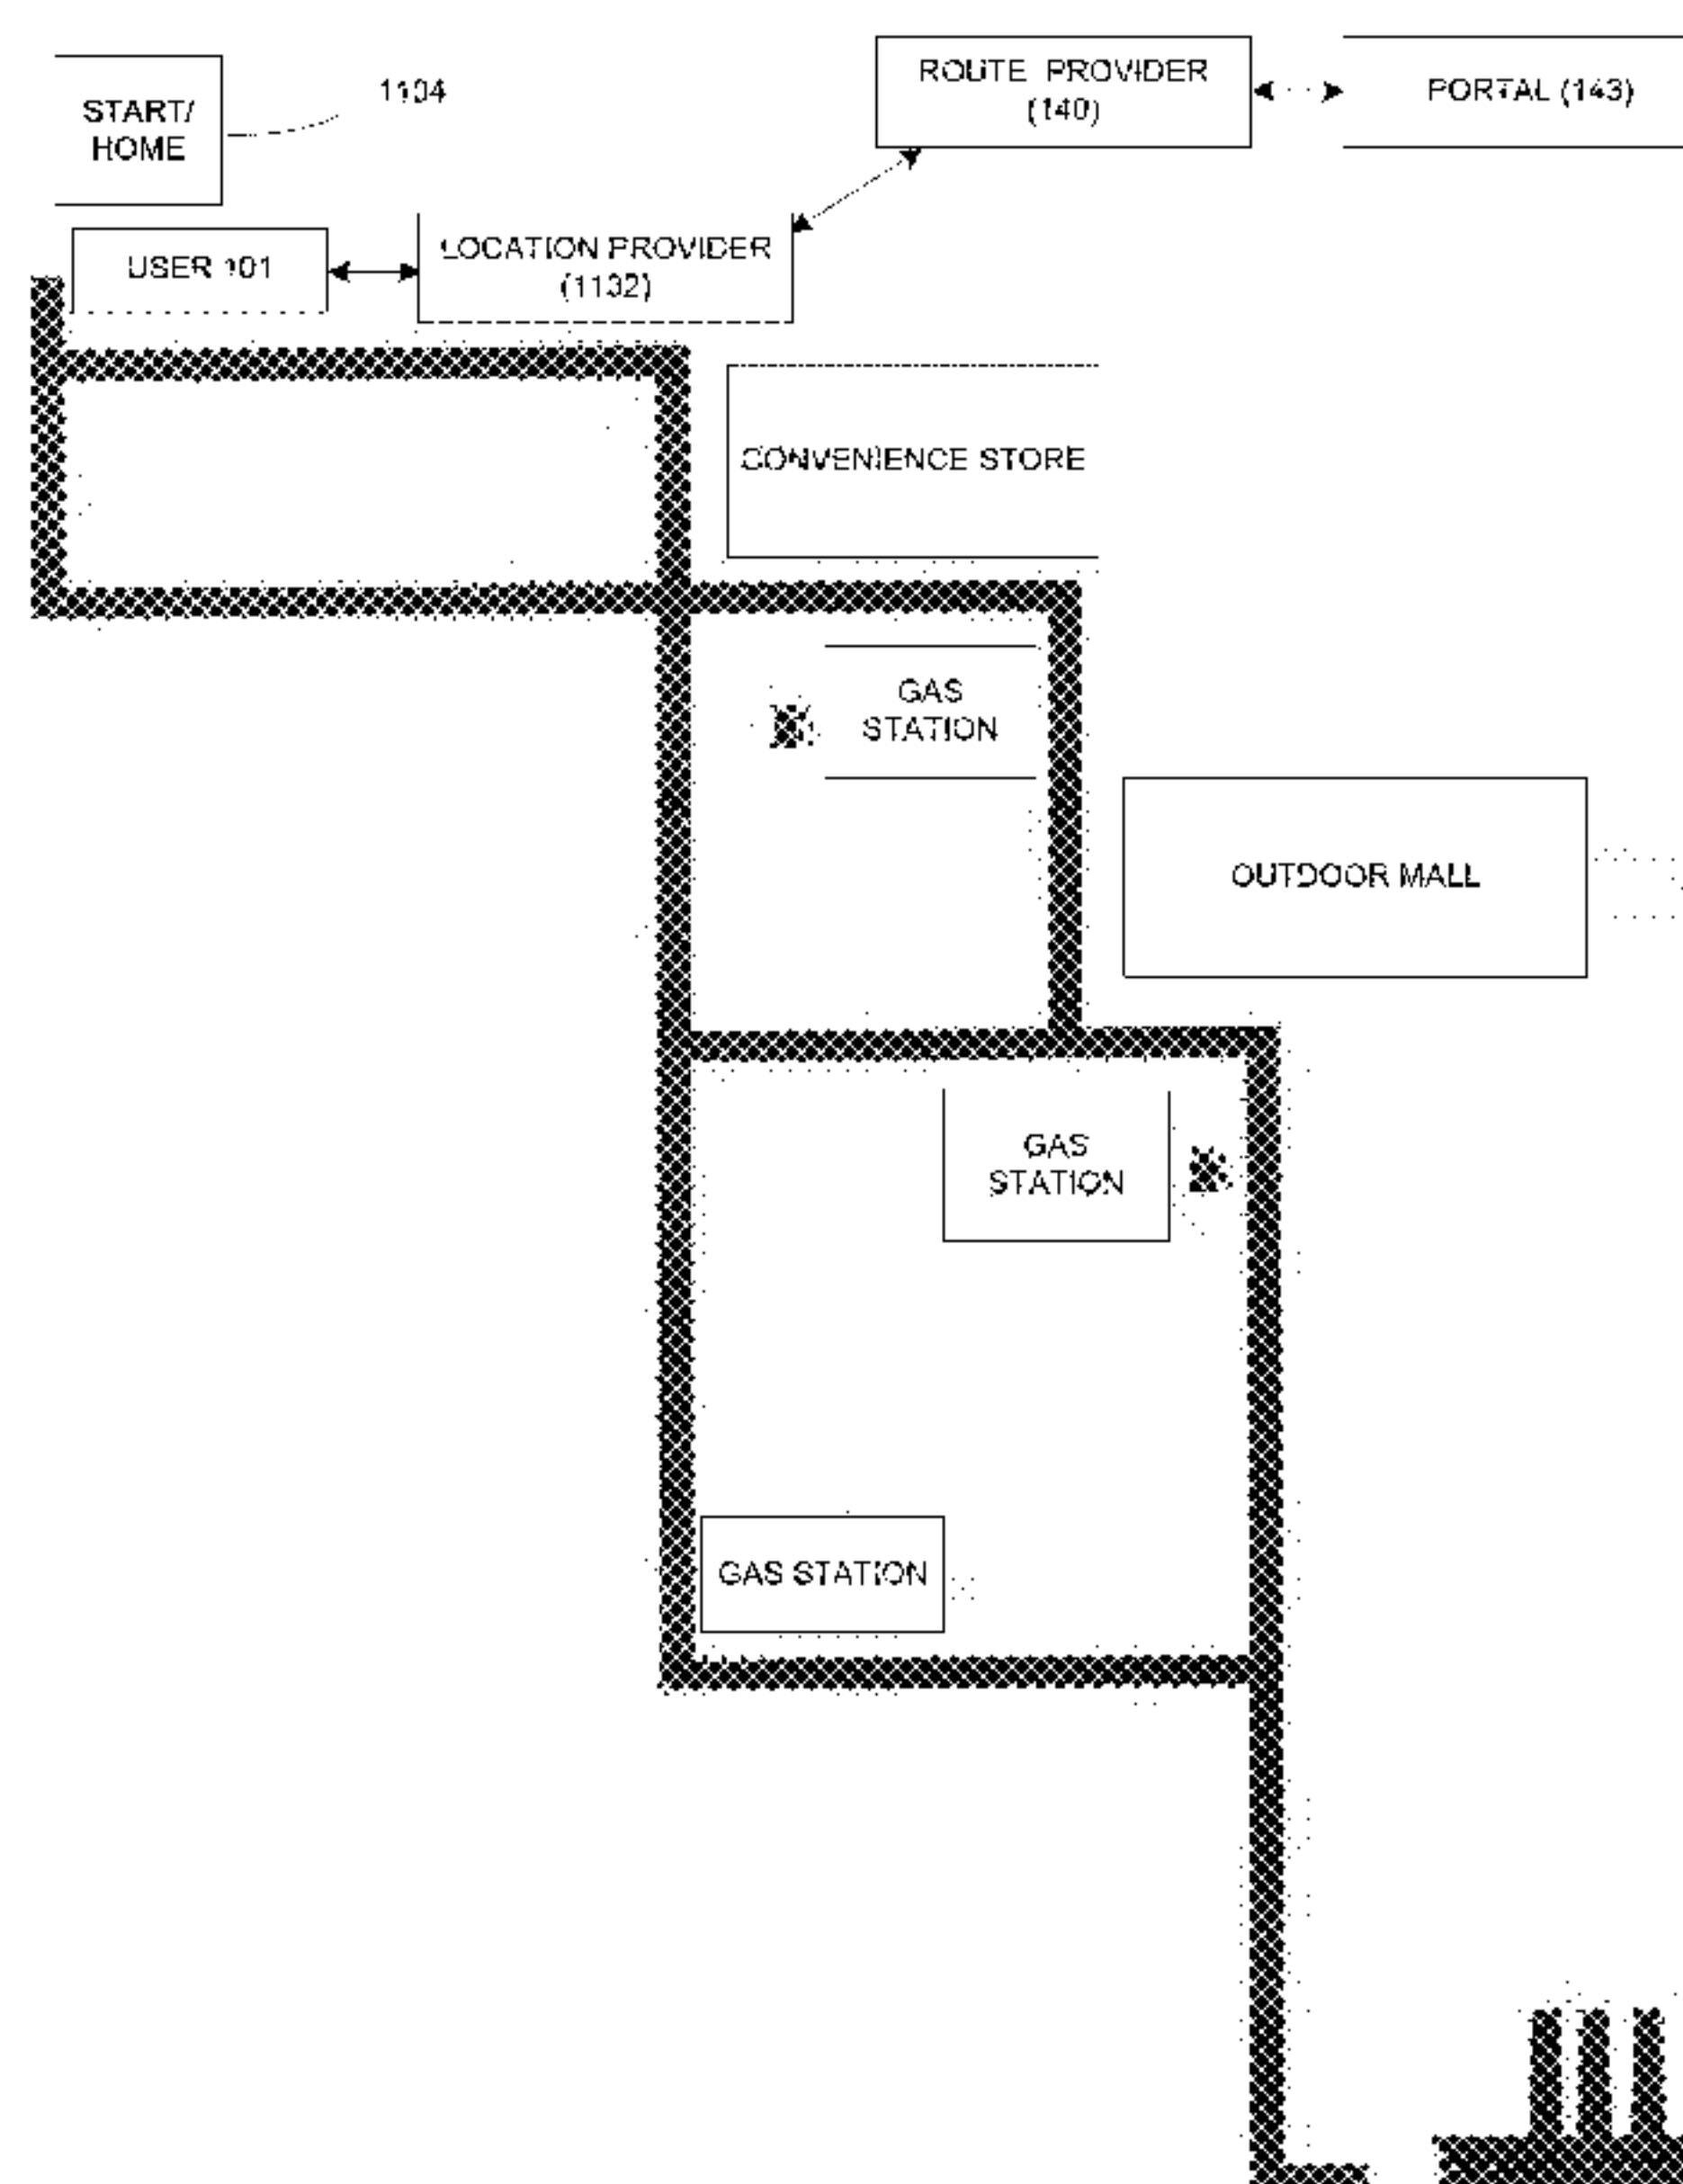 1104
ROUTE PROVIDER
(140)
PORTAL (143)
START/
HOME
USER 101
LOCATION PROVIDER
(1132)
CONVENIENCE STORE
GAS
STATION
OUTDOOR MALL
GAS
STATION
GAS STATION